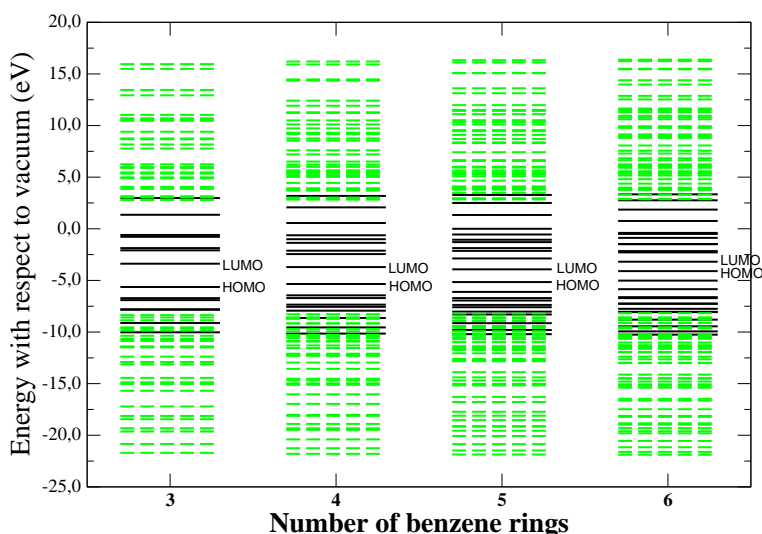 Energy with respect to vacuum (eV)
20,0
15,0
10,0
5,0
0,0
-5,0
-10,0
-15,0
-20,0
-25,0
LUMO
HOMO
LUMO
HOMO
LUMO
HOMO
LUMO
HOMO
3
4
5
6
Number of benzene rings